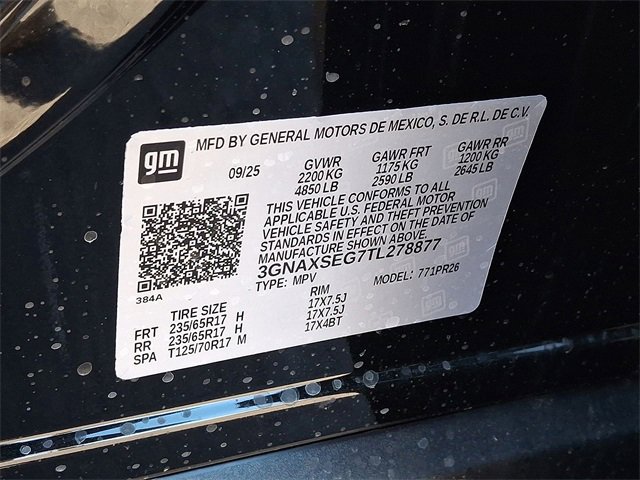 gm
MFD BY GENERAL MOTORS DE MEXICO, S. DE R.L. DE C.V.
09/25 GVWR GAWR FRT GAWR RR
2200 KG 1175 KG 1200 KG
4850 LB 2590 LB 2645 LB
THIS VEHICLE CONFORMS TO ALL
APPLICABLE U.S. FEDERAL MOTOR
VEHICLE SAFETY AND THEFT PREVENTION
STANDARDS IN EFFECT ON THE DATE OF
MANUFACTURE SHOWN ABOVE.
3GNAXSEG7TL278877
TYPE: MPV MODEL: 771PR26
384A
TIRE SIZE RIM
FRT 235/65R17 H 17X7.5J
RR 235/65R17 H 17X7.5J
SPA T125/70R17 M 17X4BT